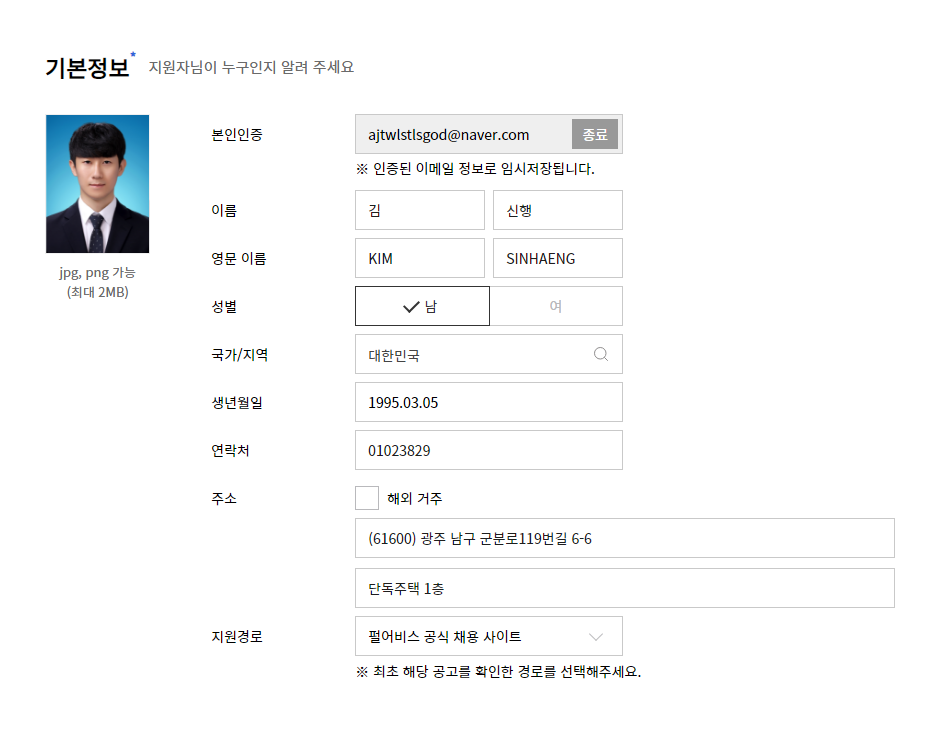 기본정보* 지원자님이 누구인지 알려 주세요
jpg, png 가능
(최대 2MB)
본인인증 ajtwlstlsgod@naver.com 종료
※ 인증된 이메일 정보로 임시저장됩니다.
이름 김 신행
영문 이름 KIM SINHAENG
성별 남 여
국가/지역 대한민국
생년월일 1995.03.05
연락처 01023829
주소 해외 거주
(61600) 광주 남구 군분로119번길 6-6
단독주택 1층
지원경로 펄어비스 공식 채용 사이트
※ 최초 해당 공고를 확인한 경로를 선택해주세요.